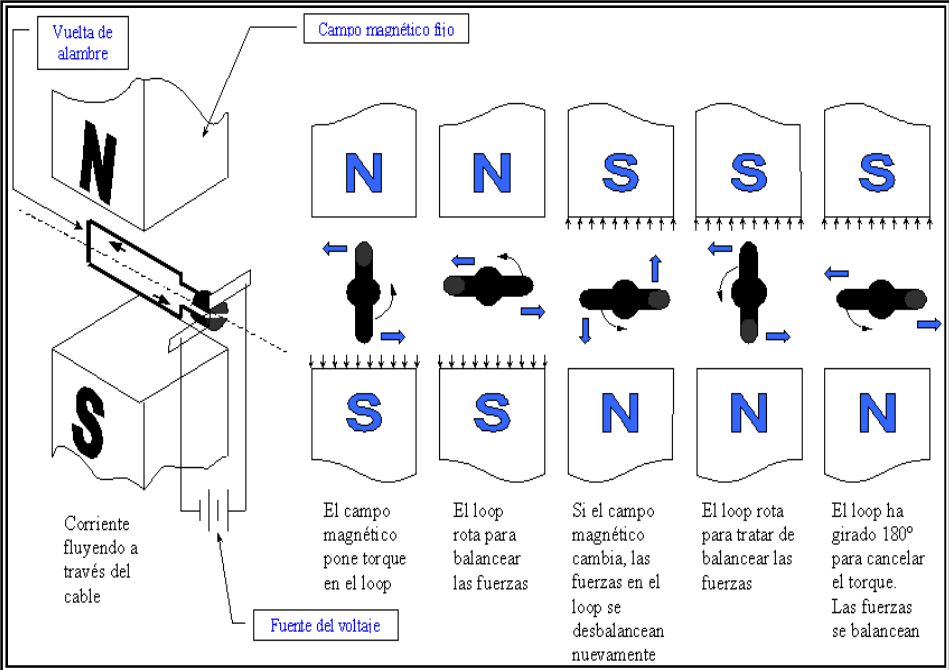 Vuelta de
alambre
Campo magnético fijo
N
S
Corriente
fluyendo a
través del
cable
Fuente del voltaje
N
S
El campo
magnético
pone torque
en el loop
N
S
El loop
rota para
balancear
las fuerzas
S
N
Si el campo
magnético
cambia, las
fuerzas en el
loop se
desbalancean
nuevamente
S
N
El loop rota
para tratar de
balancear las
fuerzas
S
N
El loop ha
girado 180º
para cancelar
el torque.
Las fuerzas
se balancean